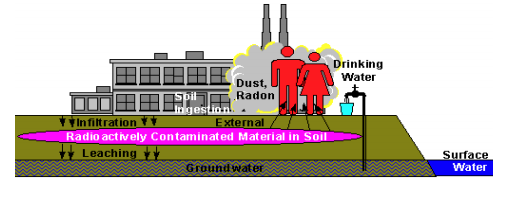 Drinking
Water
Dust,
Radon
Soil
Ingestion
Infiltration
External
Radioactively Contaminated Material in Soil
Leaching
Groundwater
Surface
Water